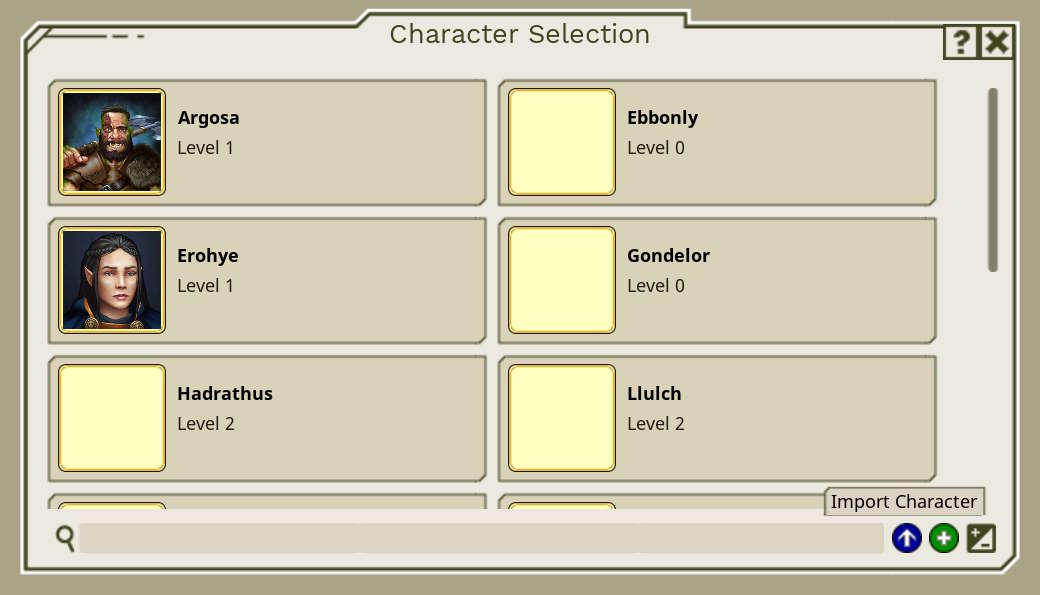 Character Selection
?
Argosa
Level 1
Ebbonly
Level 0
Erohye
Level 1
Gondelor
Level 0
Hadrathus
Level 2
Llulch
Level 2
Import Character